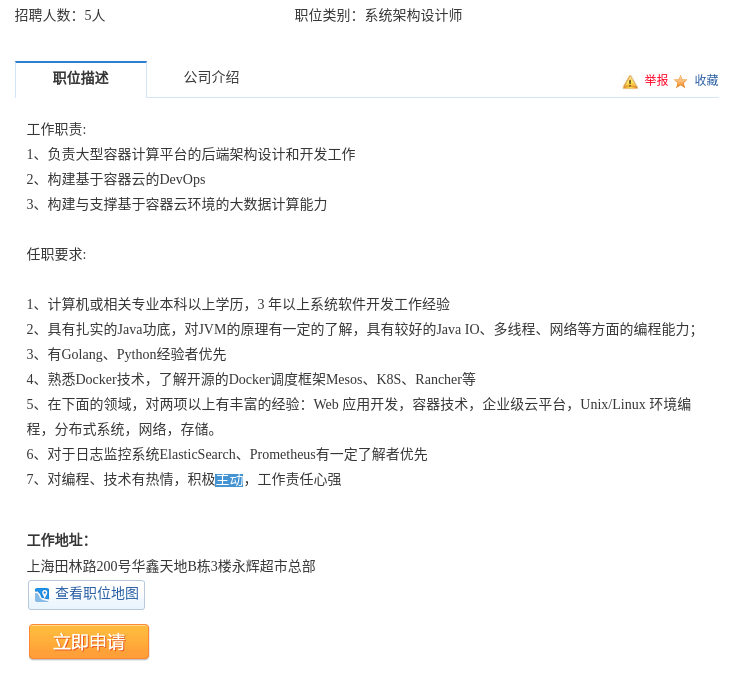 招聘人数：5人 职位类别：系统架构设计师
职位描述 公司介绍 举报 收藏
工作职责:
1、负责大型容器计算平台的后端架构设计和开发工作
2、构建基于容器云的DevOps
3、构建与支撑基于容器云环境的大数据计算能力
任职要求:
1、计算机或相关专业本科以上学历，3 年以上系统软件开发工作经验
2、具有扎实的Java功底，对JVM的原理有一定的了解，具有较好的Java IO、多线程、网络等方面的编程能力；
3、有Golang、Python经验者优先
4、熟悉Docker技术，了解开源的Docker调度框架Mesos、K8S、Rancher等
5、在下面的领域，对两项以上有丰富的经验：Web 应用开发，容器技术，企业级云平台，Unix/Linux 环境编
程，分布式系统，网络，存储。
6、对于日志监控系统ElasticSearch、Prometheus有一定了解者优先
7、对编程、技术有热情，积极主动，工作责任心强
工作地址：
上海田林路200号华鑫天地B栋3楼永辉超市总部
查看职位地图
立即申请